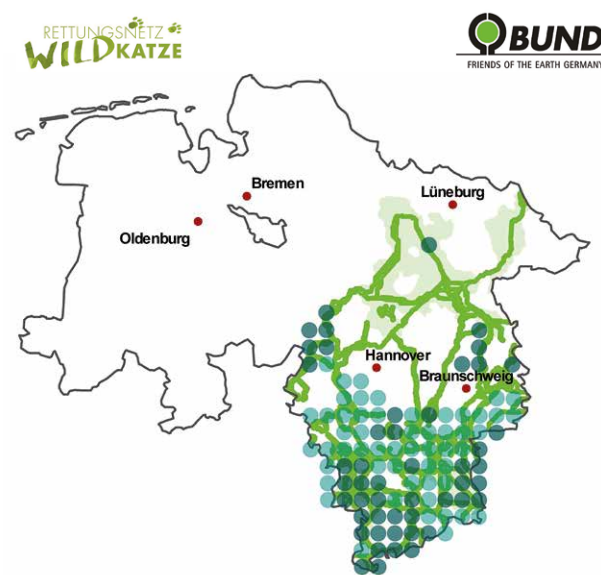 RETTUNGSNETZ
WILDKATZE
BUND
FRIENDS OF THE EARTH GERMANY
Bremen
Lüneburg
Oldenburg
Hannover
Braunschweig